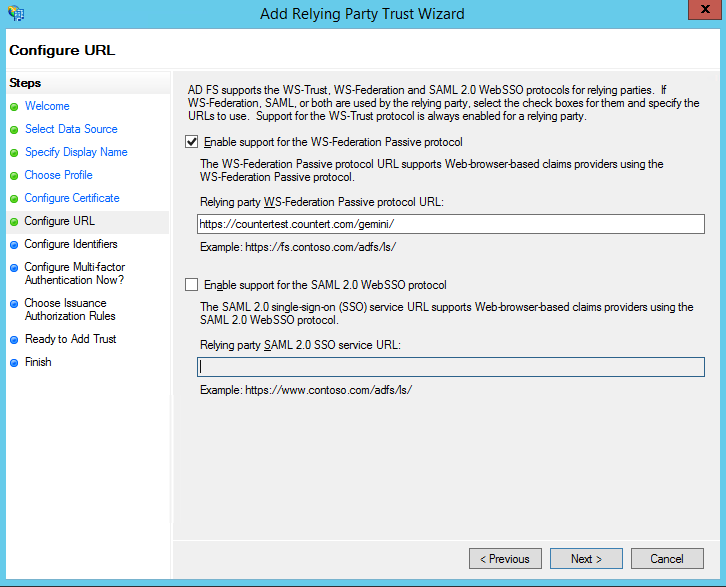 Add Relying Party Trust Wizard
x
Configure URL
Steps
Welcome
Select Data Source
Specify Display Name
Choose Profile
Configure Certificate
Configure URL
Configure Identifiers
Configure Multi-factor
Authentication Now?
Choose Issuance
Authorization Rules
Ready to Add Trust
Finish
AD FS supports the WS-Trust, WS-Federation and SAML 2.0 WebSSO protocols for relying parties. If
WS-Federation, SAML, or both are used by the relying party, select the check boxes for them and specify the
URLs to use. Support for the WS-Trust protocol is always enabled for a relying party.
Enable support for the WS-Federation Passive protocol
The WS-Federation Passive protocol URL supports Web-browser-based claims providers using the
WS-Federation Passive protocol.
Relying party WS-Federation Passive protocol URL:
https://countertest.countert.com/gemini/
Example: https://fs.contoso.com/adfs/ls/
Enable support for the SAML 2.0 WebSSO protocol
The SAML 2.0 single-sign-on (SSO) service URL supports Web-browser-based claims providers using the
SAML 2.0 WebSSO protocol.
Relying party SAML 2.0 SSO service URL:
Example: https://www.contoso.com/adfs/ls/
< Previous
Next >
Cancel